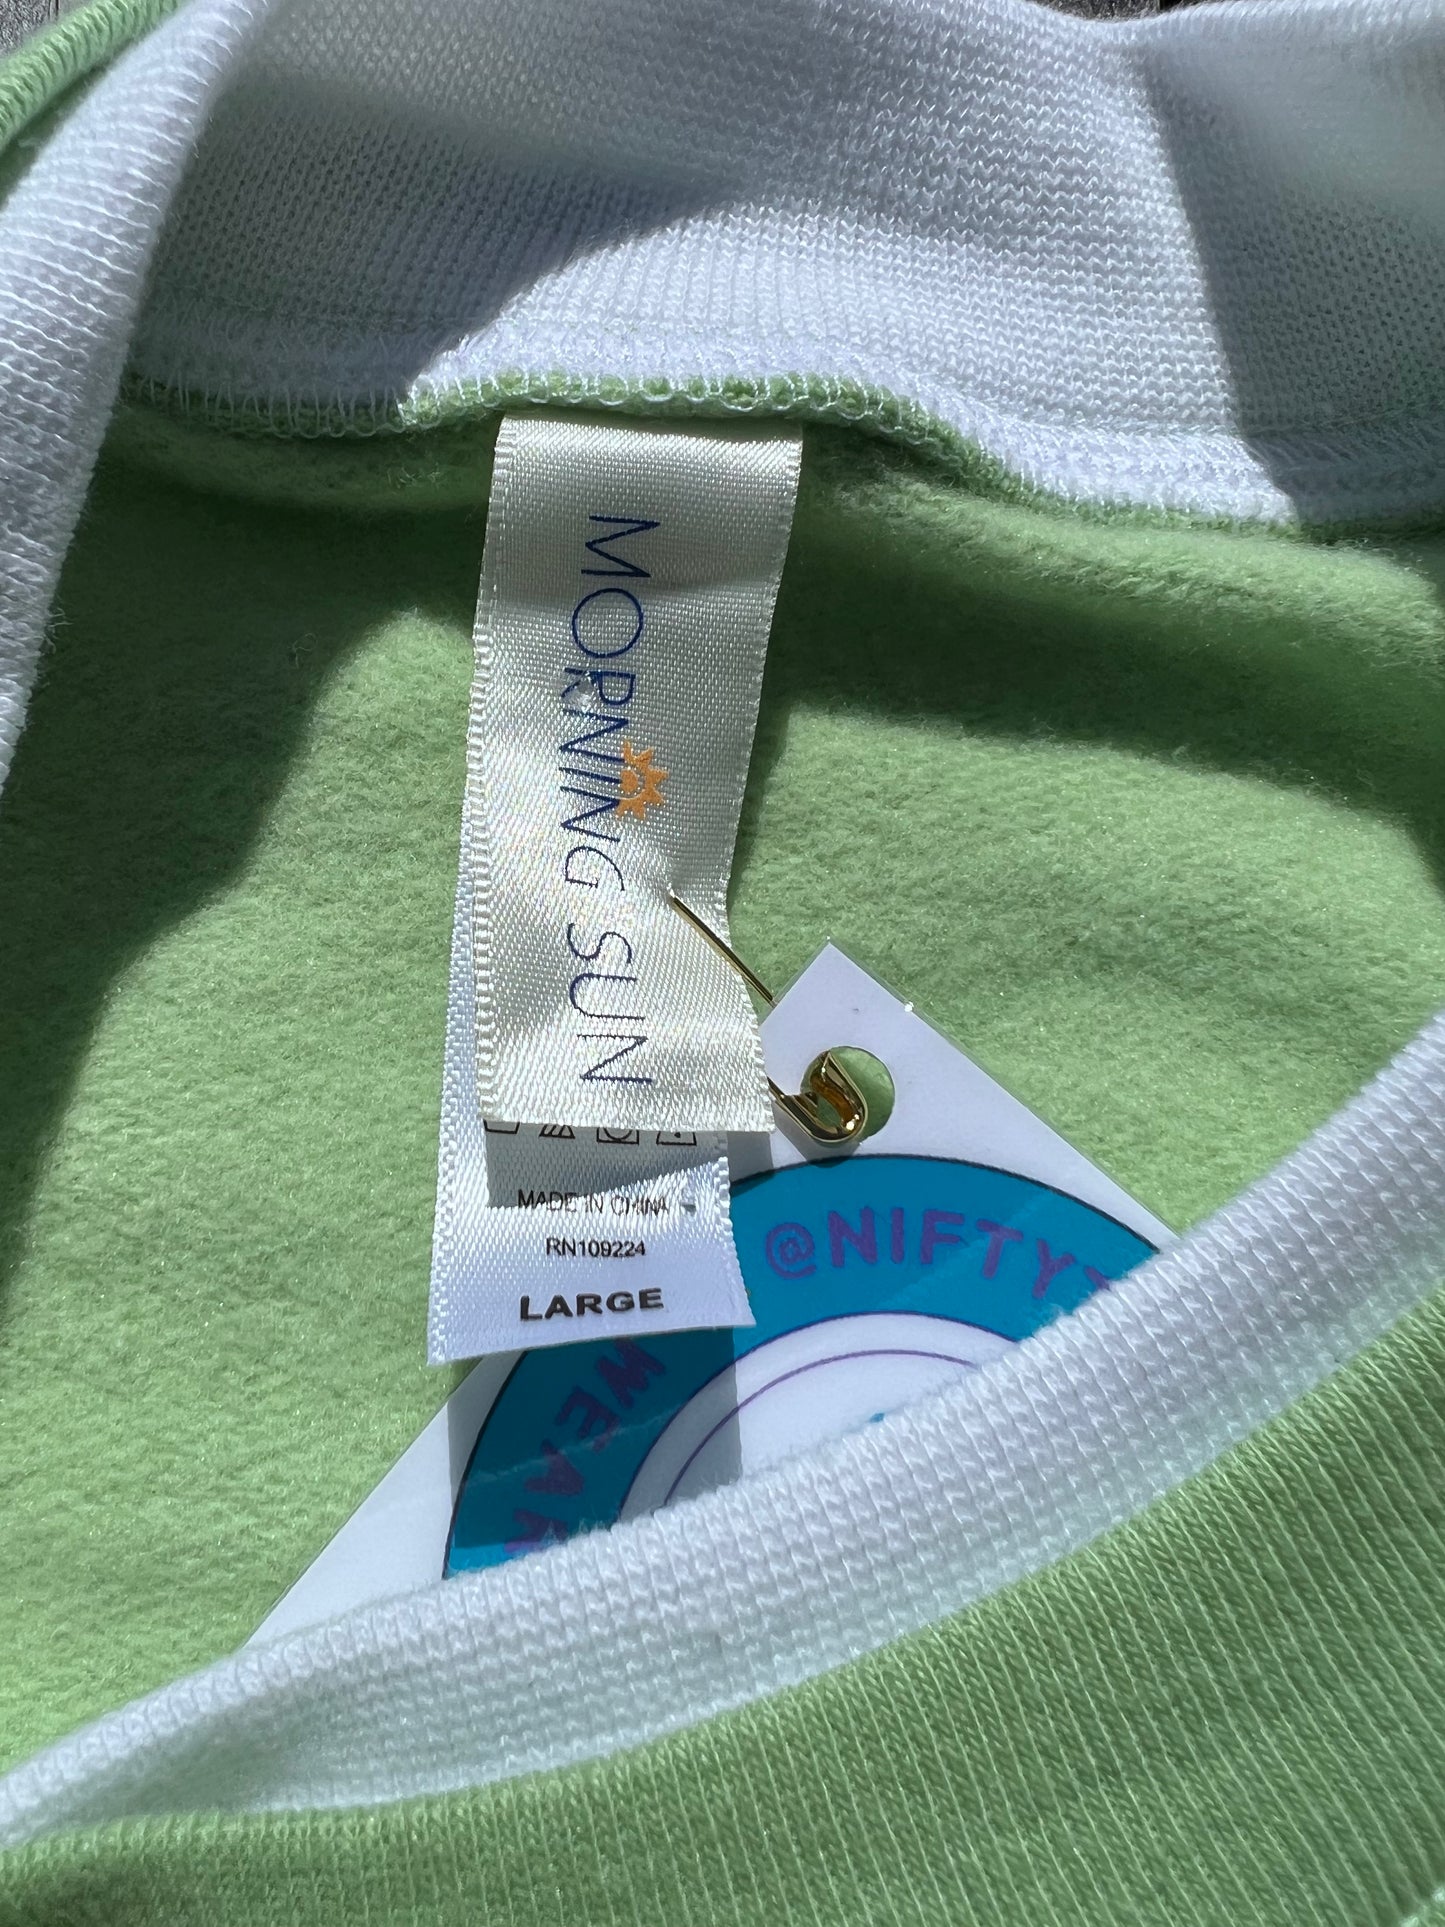 MORNING SUN
MADE IN CHINA
RN109224
LARGE
@NIFTY
WEAR